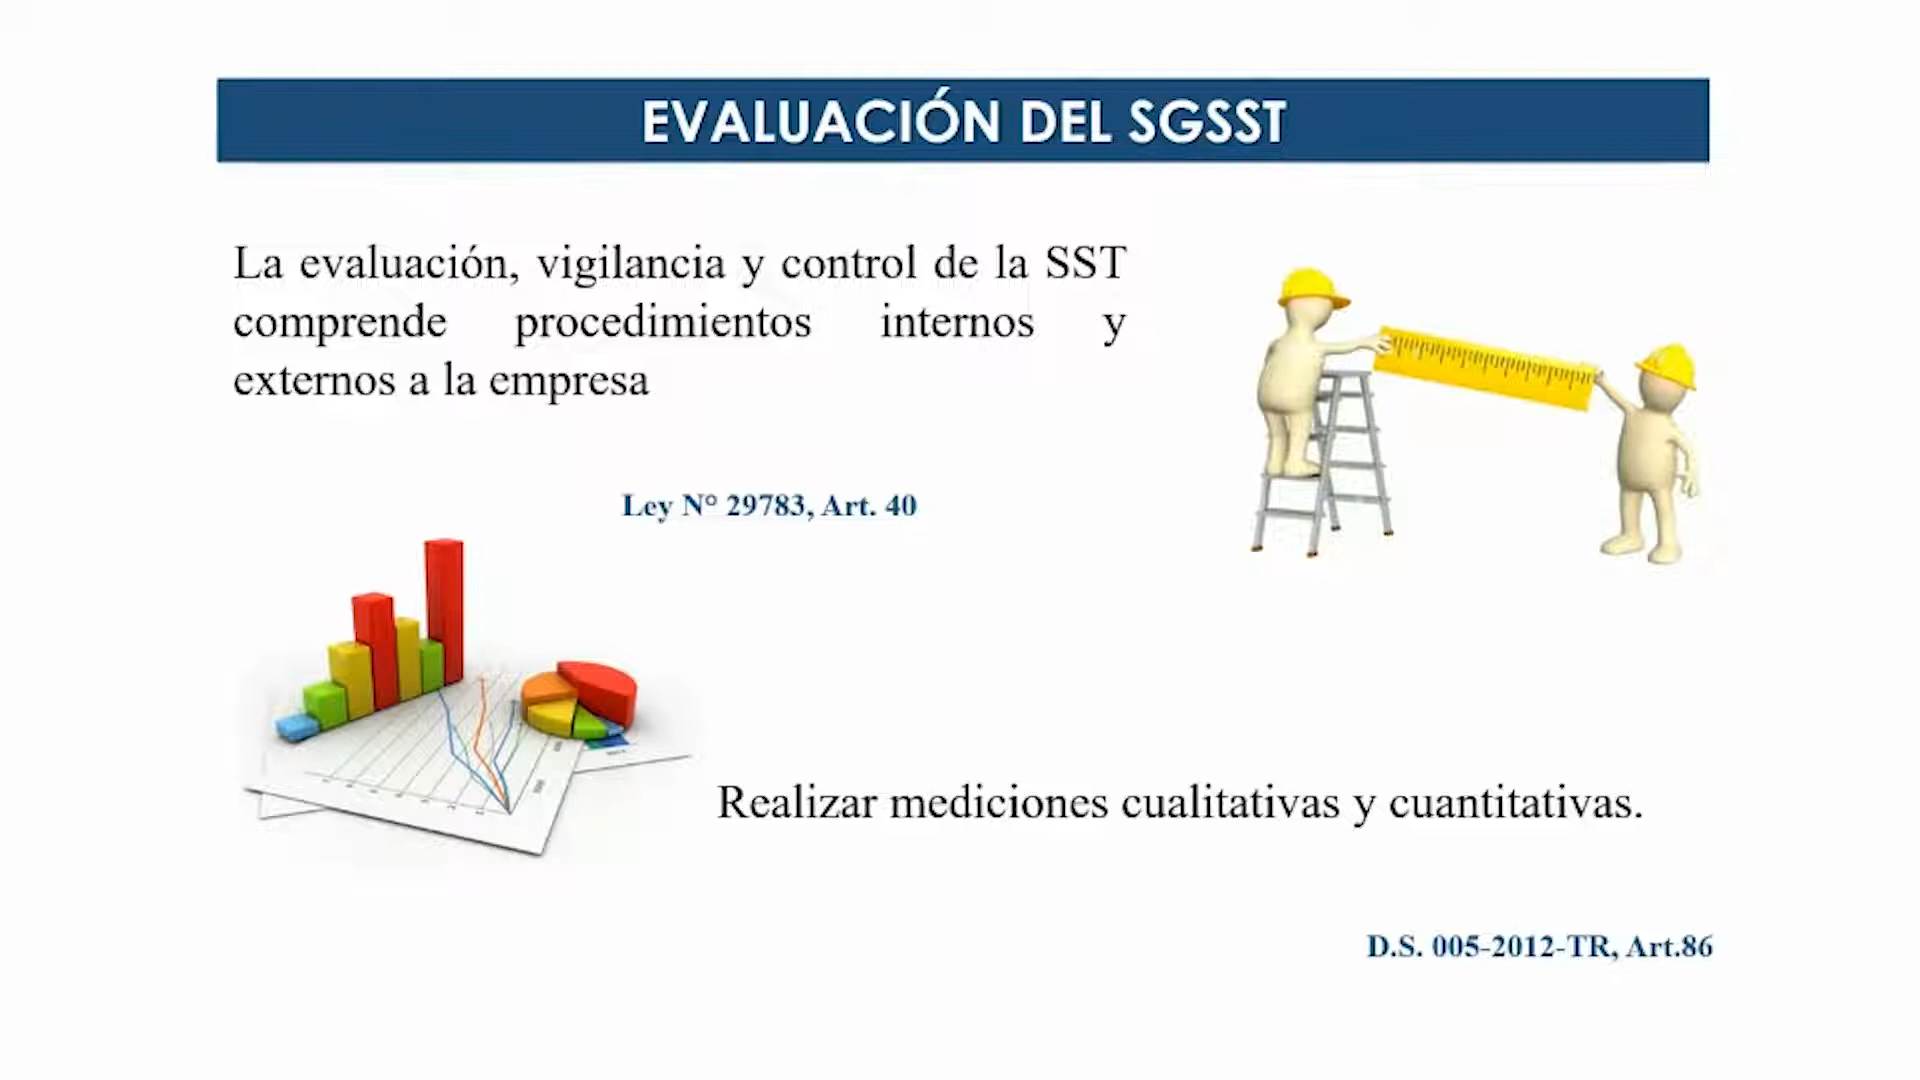 EVALUACIÓN DEL SGSST
La evaluación, vigilancia y control de la SST
comprende procedimientos internos y
externos a la empresa
Ley N° 29783, Art. 40
Realizar mediciones cualitativas y cuantitativas.
D.S. 005-2012-TR, Art.86